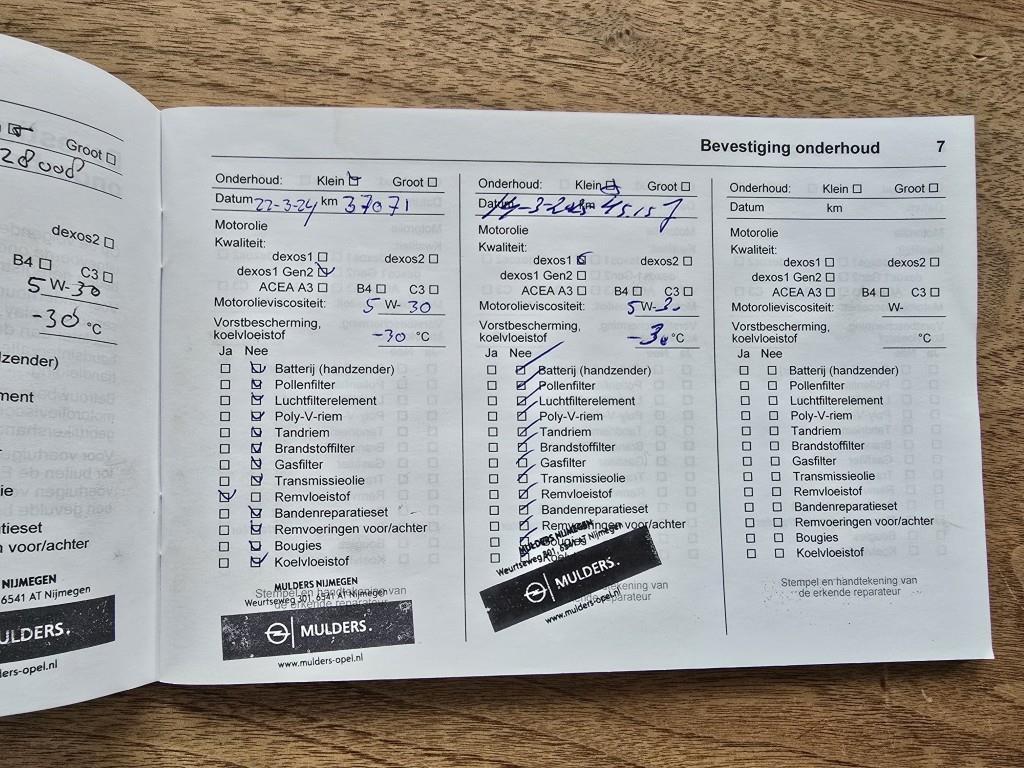 Groot
28008
dexos2
B4 C3
5 W-30
-30 °C
zender)
ment
ie
atieset
n voor/achter
NIJMEGEN
6541 AT Nijmegen
ULDERS.
ers-opel.nl
Bevestiging onderhoud 7
Onderhoud: Klein Groot
Datum 22-3-24 km 37071
Motorolie
Kwaliteit:
dexos1 dexos2
dexos1 Gen2
ACEA A3 B4 C3
Motorolieviscositeit: 5 W- 30
Vorstbescherming,
koelvloeistof -30 °C
Ja Nee
Batterij (handzender)
Pollenfilter
Luchtfilterelement
Poly-V-riem
Tandriem
Brandstoffilter
Gasfilter
Transmissieolie
Remvloeistof
Bandenreparatieset
Remvoeringen voor/achter
Bougies
Koelvloeistof
Stempel en handtekening van
de erkende reparateur
MULDERS NIJMEGEN
Weurtseweg 301, 6541 AT Nijmegen
MULDERS.
www.mulders-opel.nl
Onderhoud: Klein Groot
Datum km
Motorolie
Kwaliteit:
dexos1 dexos2
dexos1 Gen2
ACEA A3 B4 C3
Motorolieviscositeit: 5 W-30
Vorstbescherming,
koelvloeistof -30 °C
Ja Nee
Batterij (handzender)
Pollenfilter
Luchtfilterelement
Poly-V-riem
Tandriem
Brandstoffilter
Gasfilter
Transmissieolie
Remvloeistof
Bandenreparatieset
Remvoeringen voor/achter
Bougies
MULDERS NIJMEGEN
Weurtseweg 301, 6541 AT Nijmegen
MULDERS.
www.mulders-opel.nl
Onderhoud: Klein Groot
Datum km
Motorolie
Kwaliteit:
dexos1 dexos2
dexos1 Gen2
ACEA A3 B4 C3
Motorolieviscositeit: W-
Vorstbescherming,
koelvloeistof °C
Ja Nee
Batterij (handzender)
Pollenfilter
Luchtfilterelement
Poly-V-riem
Tandriem
Brandstoffilter
Gasfilter
Transmissieolie
Remvloeistof
Bandenreparatieset
Remvoeringen voor/achter
Bougies
Koelvloeistof
Stempel en handtekening van
de erkende reparateur